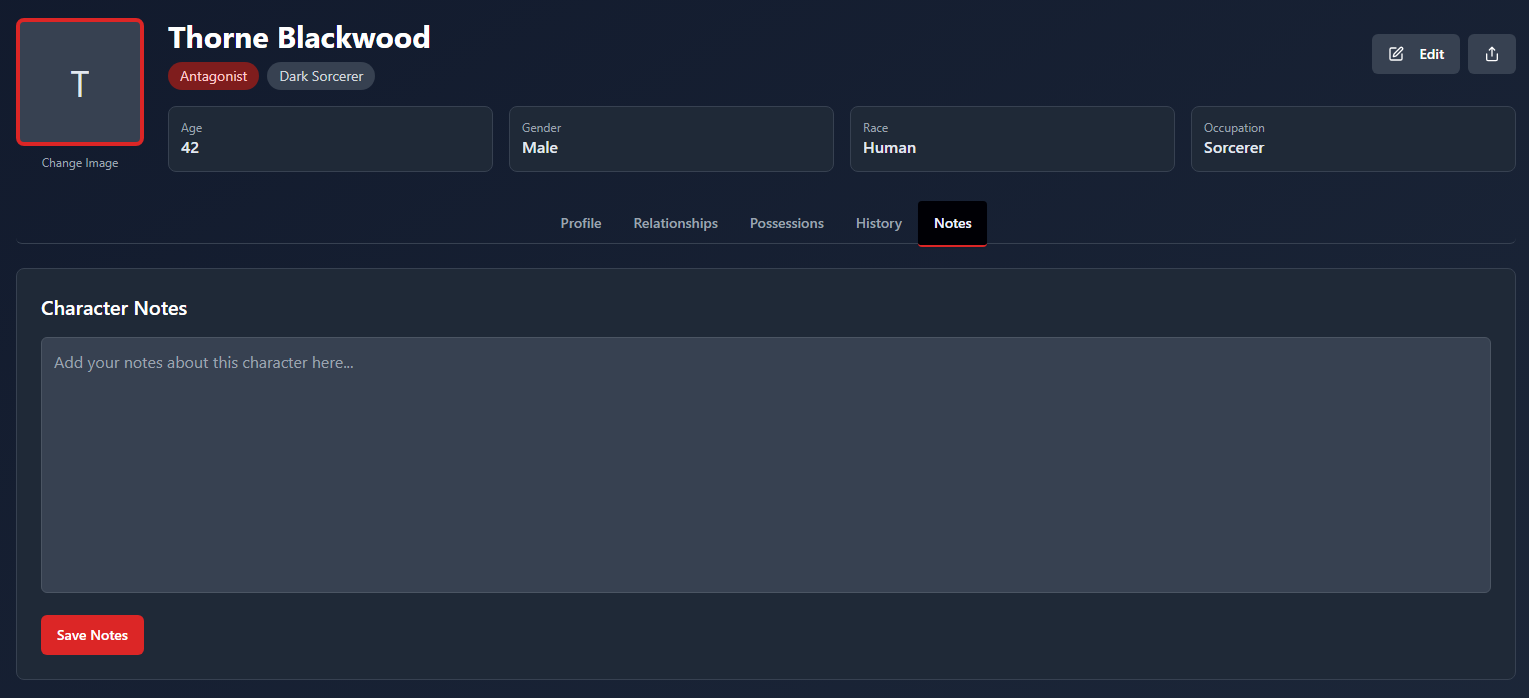 T
Change Image
Thorne Blackwood
Antagonist
Dark Sorcerer
Edit
Age
42
Gender
Male
Race
Human
Occupation
Sorcerer
Profile
Relationships
Possessions
History
Notes
Character Notes
Add your notes about this character here...
Save Notes